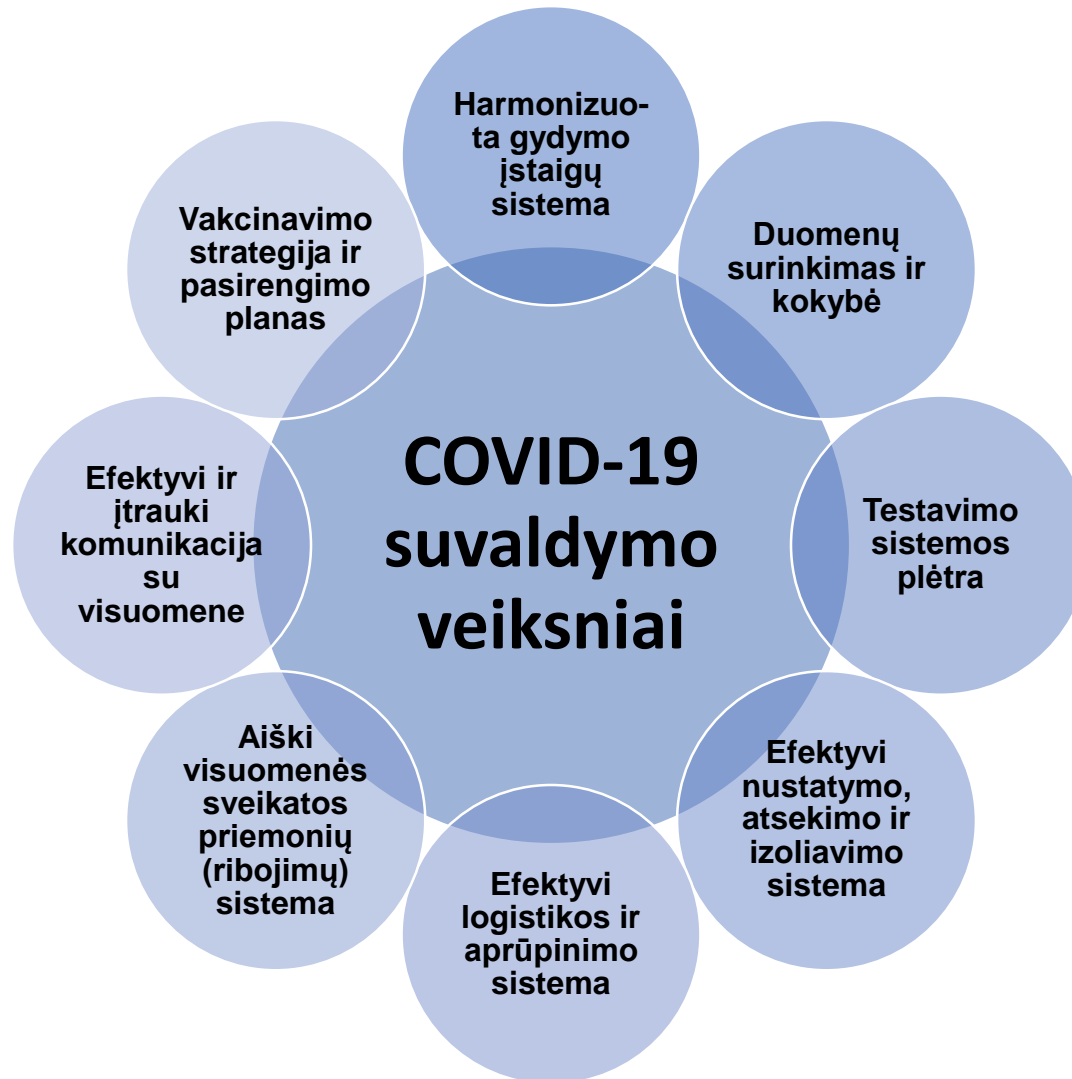 Harmonizuo-
ta gydymo
įstaigų
sistema
Duomenų
surinkimas ir
kokybė
Testavimo
sistemos
plėtra
Efektyvi
nustatymo,
atsekimo ir
izoliavimo
sistema
Efektyvi
logistikos ir
aprūpinimo
sistema
Aiški
visuomenės
sveikatos
priemonių
(ribojimų)
sistema
Efektyvi ir
įtrauki
komunikacija
su
visuomene
Vakcinavimo
strategija ir
pasirengimo
planas
COVID-19
suvaldymo
veiksniai